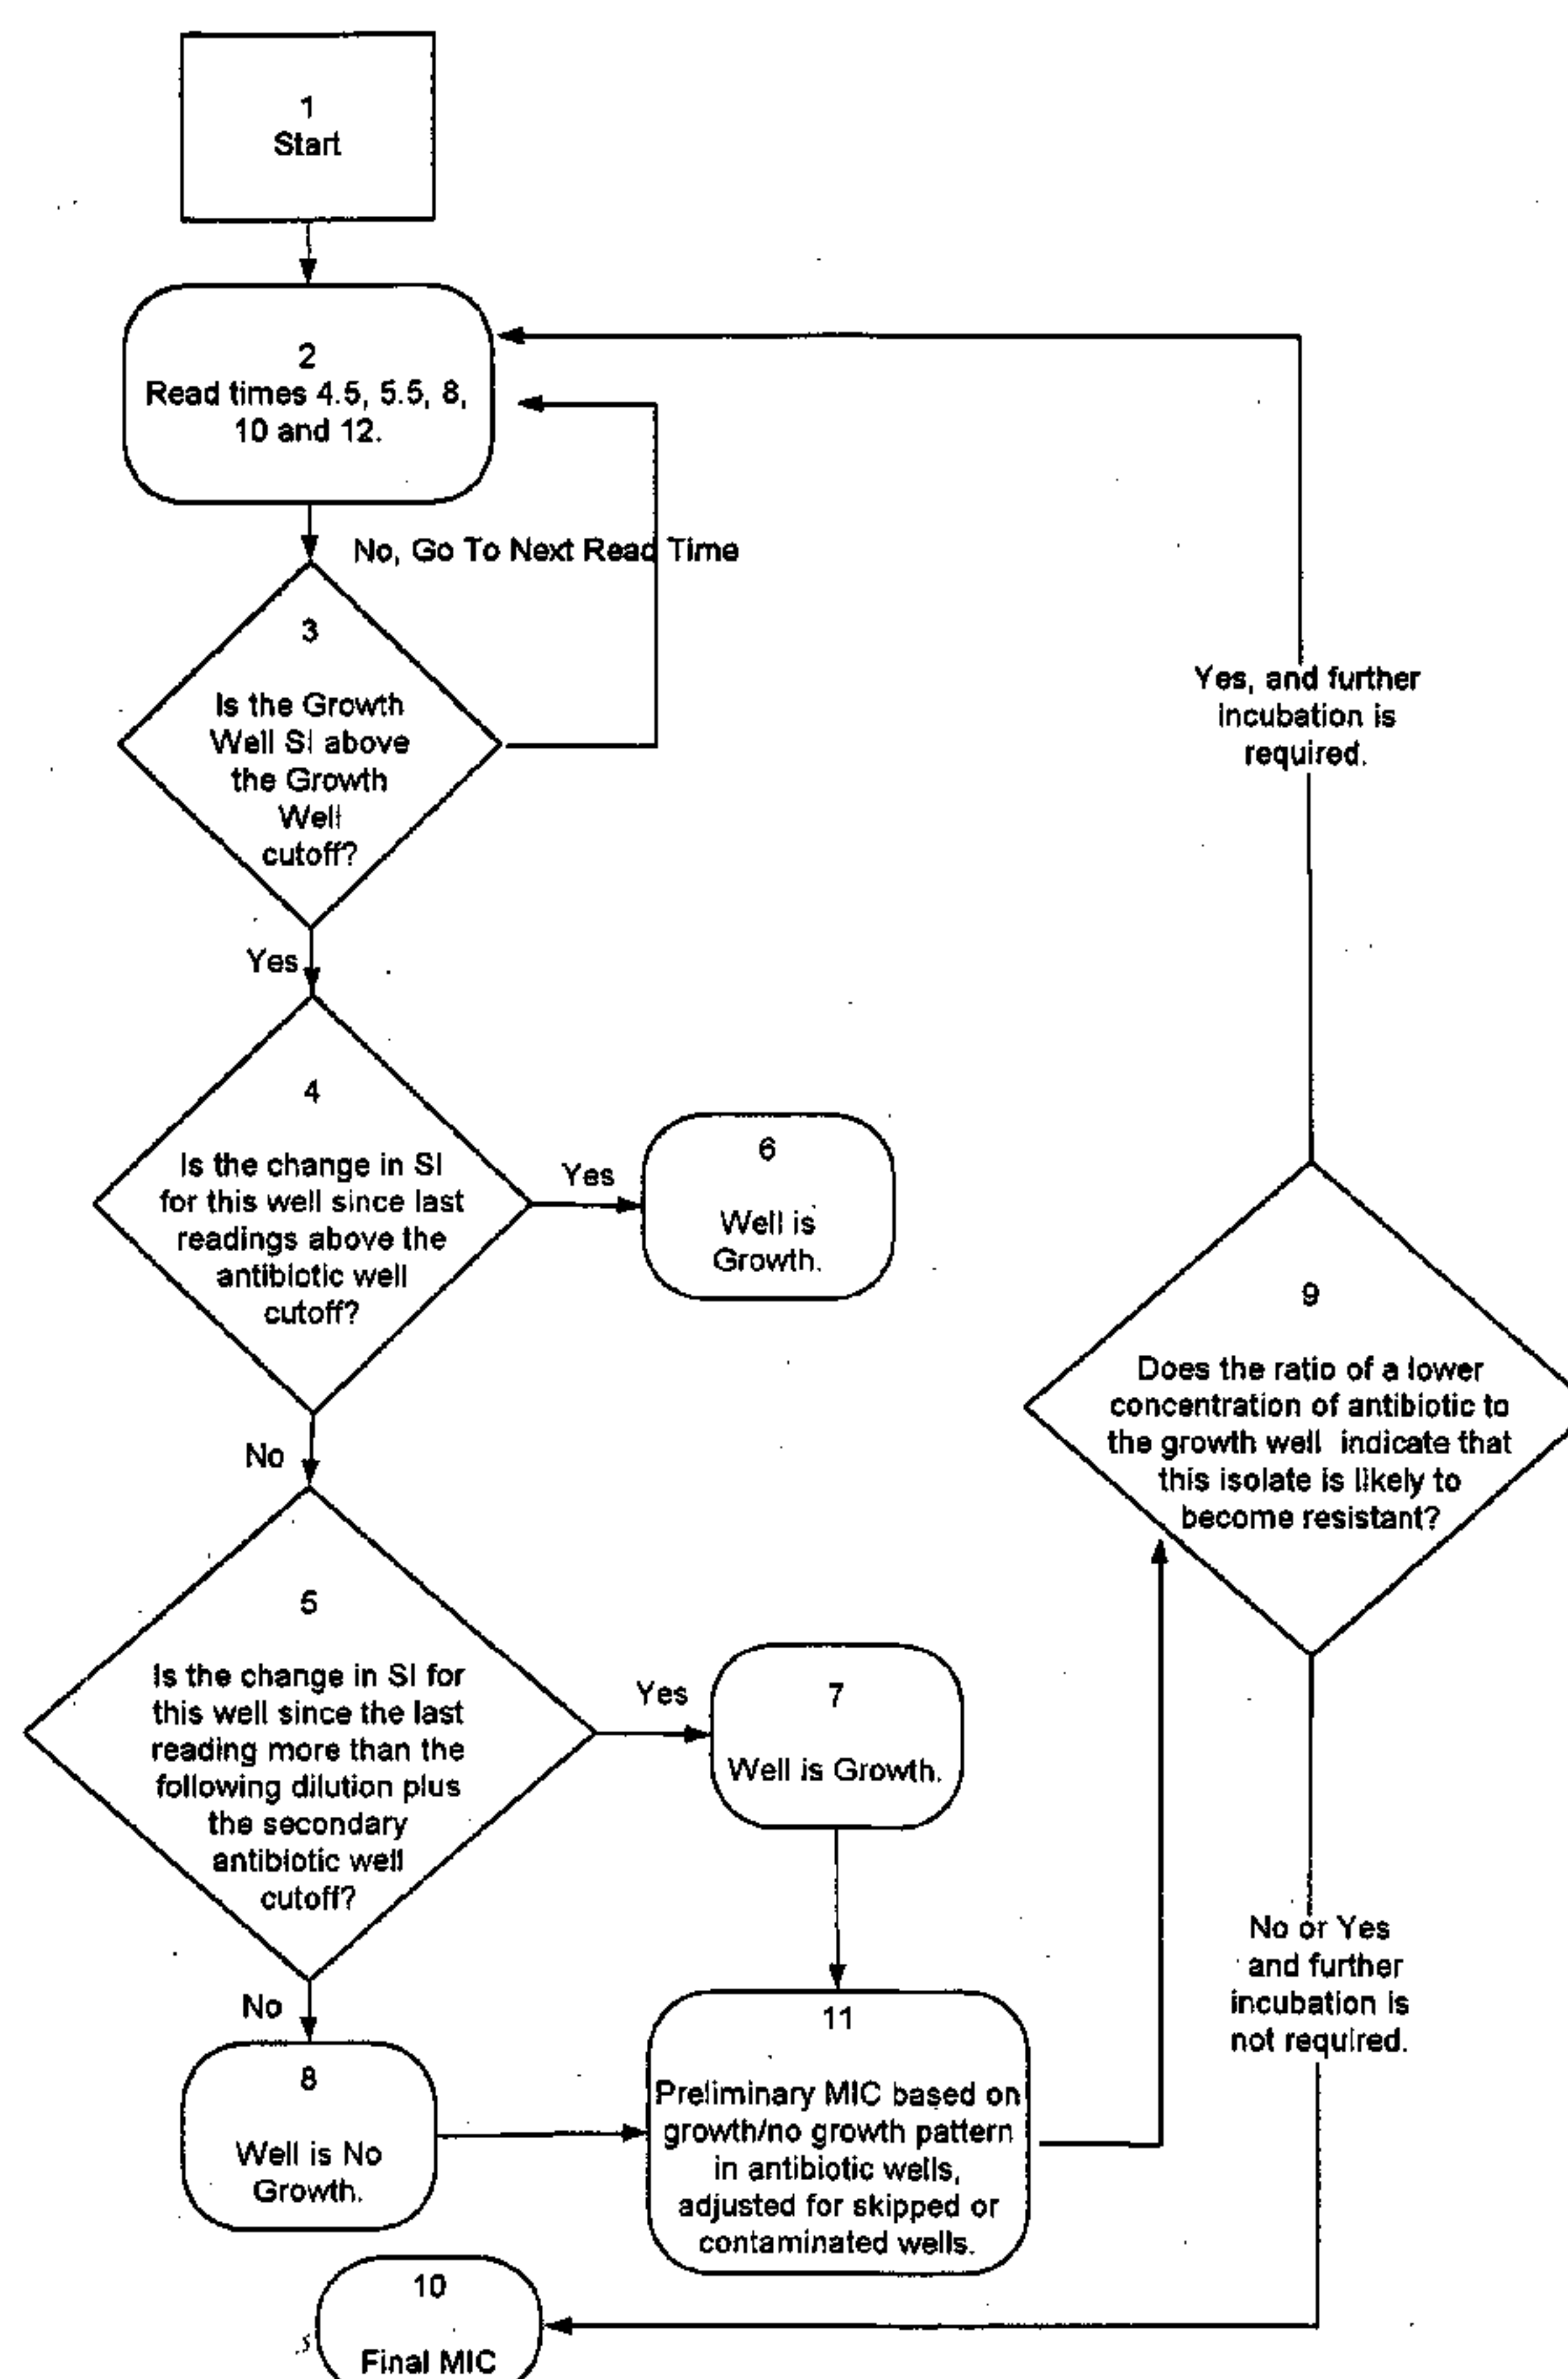 1
Start
2
Read times 4.5, 5.5, 8,
10 and 12.
No, Go To Next Read Time
3
Is the Growth
Well SI above
the Growth
Well
cutoff?
Yes
4
Is the change in SI
for this well since last
readings above the
antibiotic well
cutoff?
Yes
6
Well is
Growth.
No
5
Is the change in SI for
this well since the last
reading more than the
following dilution plus
the secondary
antibiotic well
cutoff?
Yes
7
Well is Growth.
No
8
Well is No
Growth.
11
Preliminary MIC based on
growth/no growth pattern
in antibiotic wells,
adjusted for skipped or
contaminated wells.
Yes, and further
incubation is
required.
9
Does the ratio of a lower
concentration of antibiotic to
the growth well indicate that
this isolate is likely to
become resistant?
No or Yes
and further
incubation is
not required.
10
Final MIC